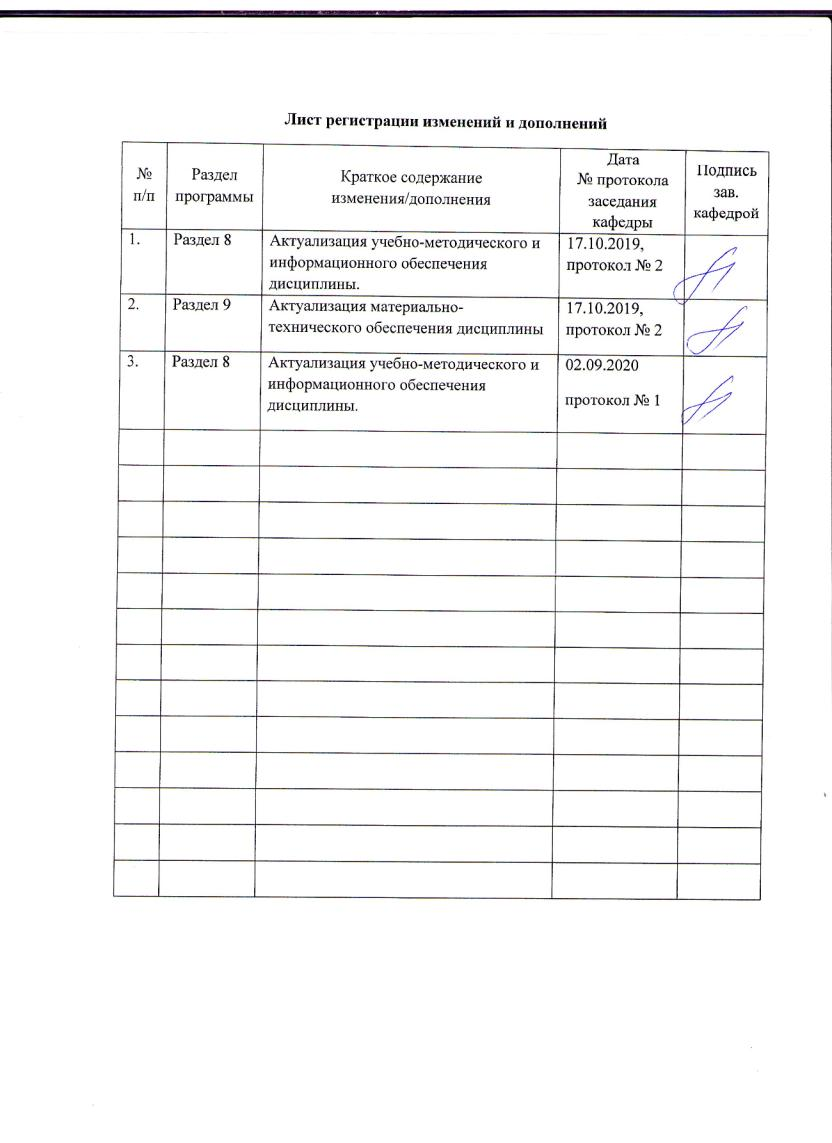 Лист регистрации изменений и дополнений
№
п/п
Раздел
программы
Краткое содержание
изменения/дополнения
Дата
№ протокола
заседания
кафедры
Подпись
зав.
кафедрой
1.
Раздел 8
Актуализация учебно-методического и
информационного обеспечения
дисциплины.
17.10.2019,
протокол № 2
2.
Раздел 9
Актуализация материально-
технического обеспечения дисциплины
17.10.2019,
протокол № 2
3.
Раздел 8
Актуализация учебно-методического и
информационного обеспечения
дисциплины.
02.09.2020
протокол № 1